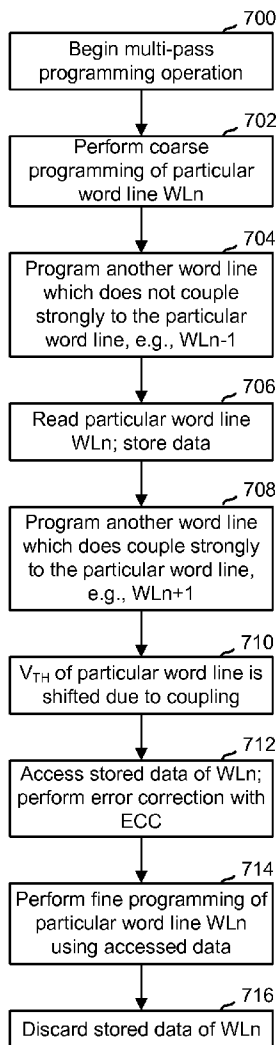 700
Begin multi-pass
programming operation
702
Perform coarse
programming of particular
word line WLn
704
Program another word line
which does not couple
strongly to the particular
word line, e.g., WLn-1
706
Read particular word line
WLn; store data
708
Program another word line
which does couple strongly
to the particular word line,
e.g., WLn+1
710
VTH of particular word line is
shifted due to coupling
712
Access stored data of WLn;
perform error correction with
ECC
714
Perform fine programming of
particular word line WLn
using accessed data
716
Discard stored data of WLn